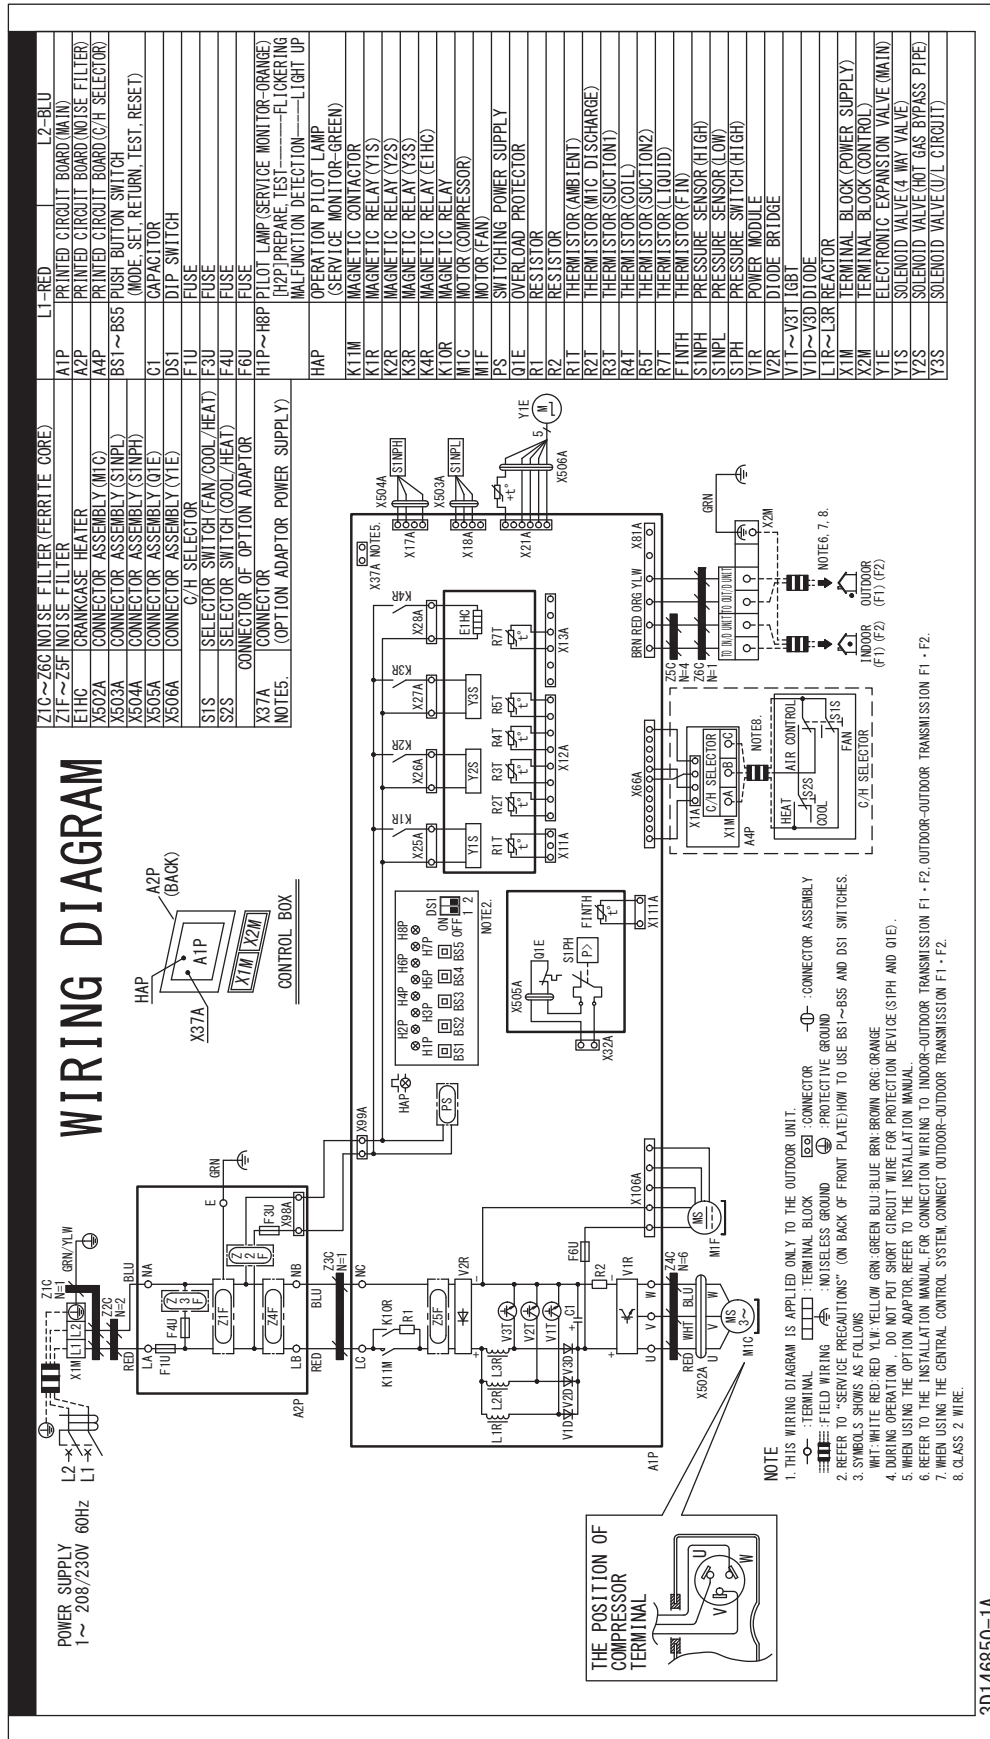 WIRING DIAGRAM
POWER SUPPLY
1~ 208/230V 60Hz
L2
L1
X1M
L1
L2
Z1C
N=1
GRN/YLW
Z2C
N=2
RED
BLU
LA
NA
F1U
F4U
Z3F
Z1F
Z2F
Z4F
F3U
X98A
E
GRN
LB
NB
A2P
RED
BLU
Z3C
N=1
LC
NC
K11M
K10R
R1
Z5F
V2R
+
-
L1R
L2R
L3R
V3T
V2T
V1T
V1D
V2D
V3D
C1
+
F6U
R2
V1R
+
-
U
V
W
Z4C
N=6
RED
WHT
BLU
X502A
U
V
W
MS
3~
M1C
X106A
MS
M1F
A1P
THE POSITION OF
COMPRESSOR
TERMINAL
U
V
W
HAP
X37A
A1P
A2P
(BACK)
X1M
X2M
CONTROL BOX
X99A
PS
HAP
H1P
H2P
H3P
H4P
H5P
H6P
H7P
H8P
BS1
BS2
BS3
BS4
BS5
DS1
ON
OFF
1 2
NOTE2.
X505A
Q1E
S1PH
P>
X32A
F1NTH
t°
X111A
K1R
X25A
Y1S
K2R
X26A
Y2S
K3R
X27A
Y3S
K4R
X28A
E1HC
R1T
t°
X11A
R2T
t°
R3T
t°
R4T
t°
R5T
t°
X12A
R7T
t°
X13A
X37A NOTE5.
X17A
X504A
S1NPH
X18A
X503A
S1NPL
X21A
+t°
X506A
5
M
Y1E
X66A
X1A
C/H SELECTOR
X1M
A
B
C
A4P
NOTE8.
HEAT
S2S
COOL
AIR CONTROL
S1S
FAN
C/H SELECTOR
X81A
BRN RED ORG YLW
Z5C
N=4
Z6C
N=1
TO IN/D UNIT
TO OUT/D UNIT
X2M
GRN
NOTE6, 7, 8.
INDOOR
(F1) (F2)
OUTDOOR
(F1) (F2)
NOTE
1. THIS WIRING DIAGRAM IS APPLIED ONLY TO THE OUTDOOR UNIT.
:TERMINAL
:TERMINAL BLOCK
:CONNECTOR
:CONNECTOR ASSEMBLY
:FIELD WIRING
:NOISELESS GROUND
:PROTECTIVE GROUND
2. REFER TO "SERVICE PRECAUTIONS" (ON BACK OF FRONT PLATE)HOW TO USE BS1~BS5 AND DS1 SWITCHES.
3. SYMBOLS SHOWS AS FOLLOWS
WHT:WHITE RED:RED YLW:YELLOW GRN:GREEN BLU:BLUE BRN:BROWN ORG:ORANGE
4. DURING OPERATION, DO NOT PUT SHORT CIRCUIT WIRE FOR PROTECTION DEVICE(S1PH AND Q1E).
5. WHEN USING THE OPTION ADAPTOR,REFER TO THE INSTALLATION MANUAL.
6. REFER TO THE INSTALLATION MANUAL,FOR CONNECTION WIRING TO INDOOR-OUTDOOR TRANSMISSION F1・F2,OUTDOOR-OUTDOOR TRANSMISSION F1・F2.
7. WHEN USING THE CENTRAL CONTROL SYSTEM,CONNECT OUTDOOR-OUTDOOR TRANSMISSION F1・F2.
8. CLASS 2 WIRE.
Z1C~Z6C NOISE FILTER(FERRITE CORE)
Z1F~Z5F NOISE FILTER
E1HC CRANKCASE HEATER
X502A CONNECTOR ASSEMBLY(M1C)
X503A CONNECTOR ASSEMBLY(S1NPL)
X504A CONNECTOR ASSEMBLY(S1NPH)
X505A CONNECTOR ASSEMBLY(Q1E)
X506A CONNECTOR ASSEMBLY(Y1E)
C/H SELECTOR
S1S SELECTOR SWITCH(FAN/COOL/HEAT)
S2S SELECTOR SWITCH(COOL/HEAT)
CONNECTOR OF OPTION ADAPTOR
X37A CONNECTOR
NOTE5. (OPTION ADAPTOR POWER SUPPLY)
L1-RED L2-BLU
A1P PRINTED CIRCUIT BOARD(MAIN)
A2P PRINTED CIRCUIT BOARD(NOISE FILTER)
A4P PRINTED CIRCUIT BOARD(C/H SELECTOR)
BS1~BS5 PUSH BUTTON SWITCH
(MODE, SET, RETURN, TEST, RESET)
C1 CAPACITOR
DS1 DIP SWITCH
F1U FUSE
F3U FUSE
F4U FUSE
F6U FUSE
H1P~H8P PILOT LAMP(SERVICE MONITOR-ORANGE)
[H2P]PREPARE,TEST-------FLICKERING
MALFUNCTION DETECTION----LIGHT UP
HAP OPERATION PILOT LAMP
(SERVICE MONITOR-GREEN)
K11M MAGNETIC CONTACTOR
K1R MAGNETIC RELAY(Y1S)
K2R MAGNETIC RELAY(Y2S)
K3R MAGNETIC RELAY(Y3S)
K4R MAGNETIC RELAY(E1HC)
K10R MAGNETIC RELAY
M1C MOTOR(COMPRESSOR)
M1F MOTOR(FAN)
PS SWITCHING POWER SUPPLY
Q1E OVERLOAD PROTECTOR
R1 RESISTOR
R2 RESISTOR
R1T THERMISTOR(AMBIENT)
R2T THERMISTOR(M1C DISCHARGE)
R3T THERMISTOR(SUCTION1)
R4T THERMISTOR(COIL)
R5T THERMISTOR(SUCTION2)
R7T THERMISTOR(LIQUID)
F1NTH THERMISTOR(FIN)
S1NPH PRESSURE SENSOR(HIGH)
S1NPL PRESSURE SENSOR(LOW)
S1PH PRESSURE SWITCH(HIGH)
V1R POWER MODULE
V2R DIODE BRIDGE
V1T~V3T IGBT
V1D~V3D DIODE
L1R~L3R REACTOR
X1M TERMINAL BLOCK(POWER SUPPLY)
X2M TERMINAL BLOCK(CONTROL)
Y1E ELECTRONIC EXPANSION VALVE(MAIN)
Y1S SOLENOID VALVE(4 WAY VALVE)
Y2S SOLENOID VALVE(HOT GAS BYPASS PIPE)
Y3S SOLENOID VALVE(U/L CIRCUIT)
3D146850-1A